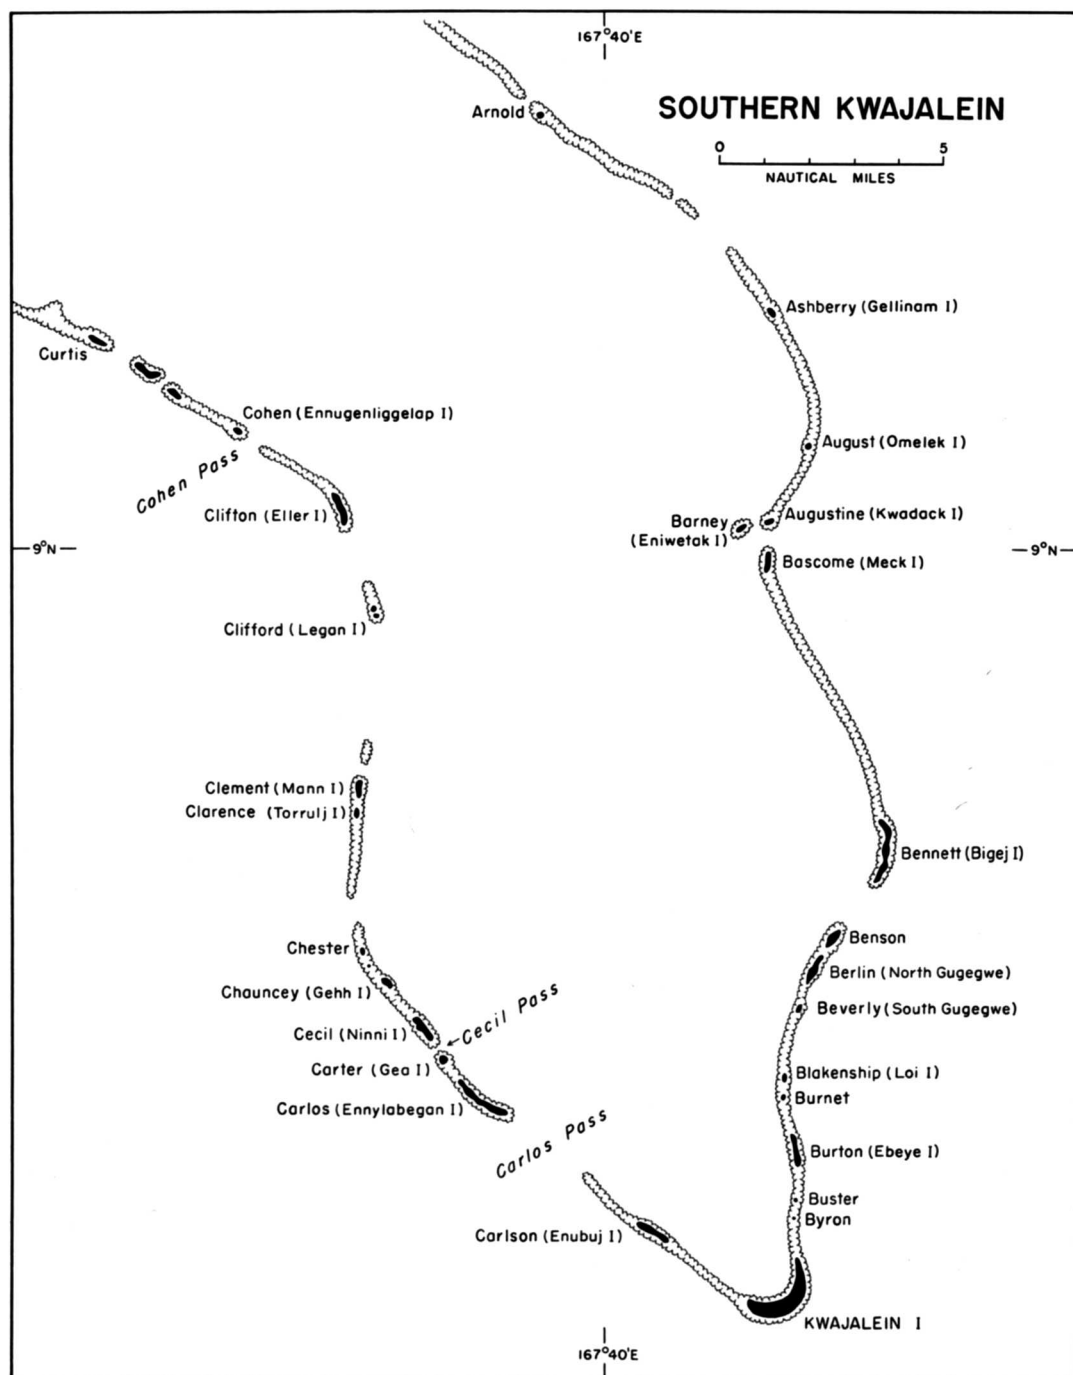 167°40'E
Arnold
SOUTHERN KWAJALEIN
0 5
NAUTICAL MILES
Ashberry (Gellinam I)
Curtis
Cohen (Ennugenliggelap I)
August (Omelek I)
Cohen Pass
Clifton (Eller I)
Barney
(Eniwetak I)
Augustine (Kwadack I)
9°N
9°N
Bascome (Meck I)
Clifford (Legan I)
Clement (Mann I)
Clarence (Torrulj I)
Bennett (Bigej I)
Chester
Benson
Chauncey (Gehh I)
Berlin (North Gugegwe)
Cecil Pass
Beverly (South Gugegwe)
Cecil (Ninni I)
Carter (Gea I)
Blakenship (Loi I)
Burnet
Carlos (Ennylabegan I)
Carlos Pass
Burton (Ebeye I)
Buster
Byron
Carlson (Enubuj I)
KWAJALEIN I
167°40'E